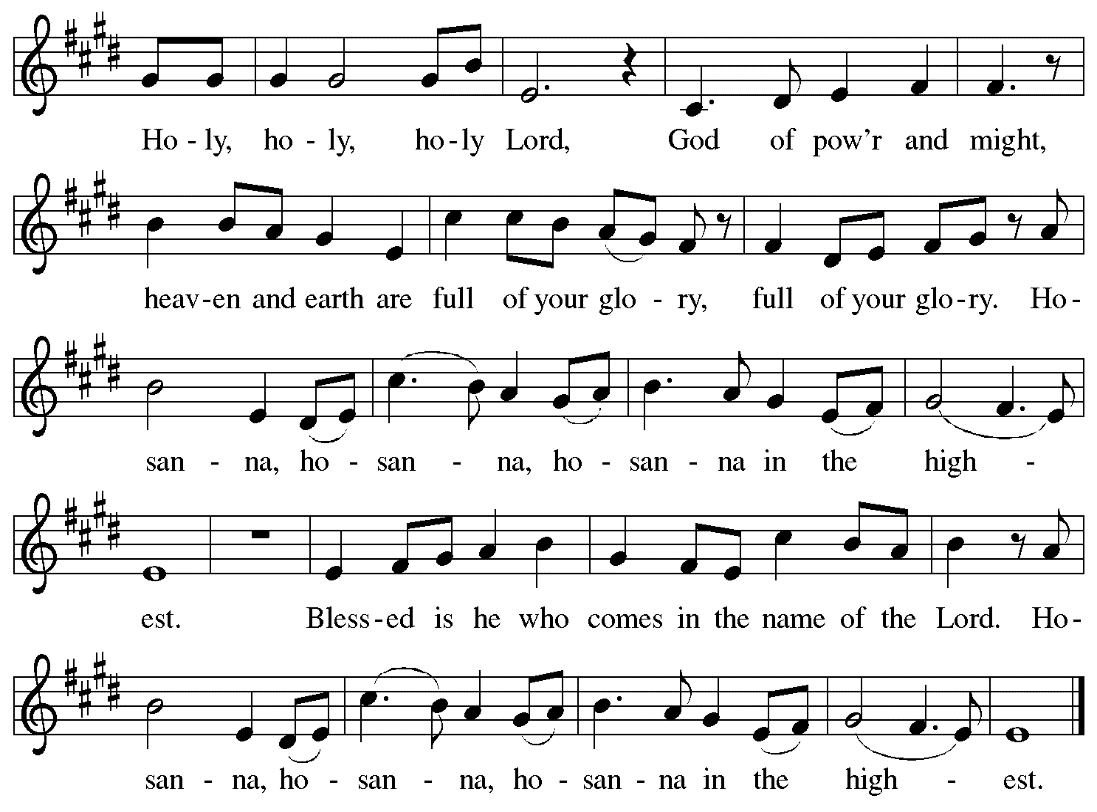 Ho - ly, ho - ly, ho - ly Lord, God of pow'r and might,
heav - en and earth are full of your glo - ry, full of your glo - ry. Ho -
san - na, ho - san - na, ho - san - na in the high -
est. Bless - ed is he who comes in the name of the Lord. Ho -
san - na, ho - san - na, ho - san - na in the high - est.